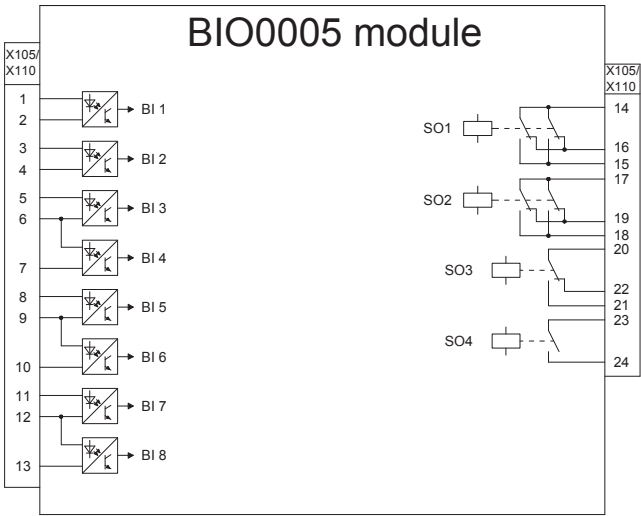 BIO0005 module
X105/
X110
1
2
BI 1
3
4
BI 2
5
6
BI 3
7
BI 4
8
9
BI 5
10
BI 6
11
12
BI 7
13
BI 8
X105/
X110
SO1
14
16
15
SO2
17
19
18
SO3
20
22
21
SO4
23
24